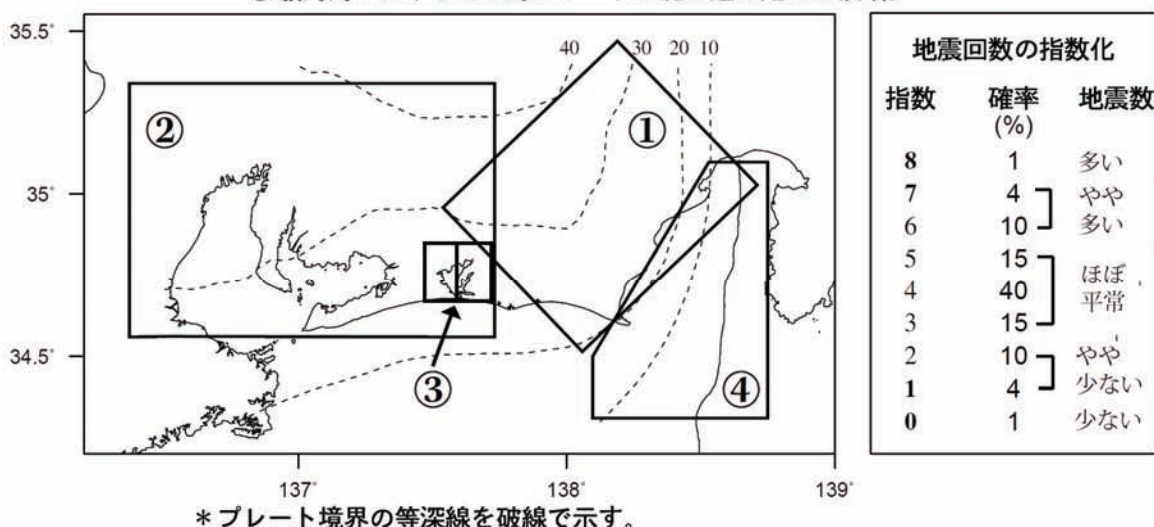 35.5°
35°
34.5°
137°
138°
139°
40
30
20
10
①
②
③
④
＊プレート境界の等深線を破線で示す。
地震回数の指数化
指数 確率 (%) 地震数
8 1 多い
7 4 やや
6 10 多い
5 15 ほぼ
4 40 平常
3 15
2 10 やや
1 4 少ない
0 1 少ない